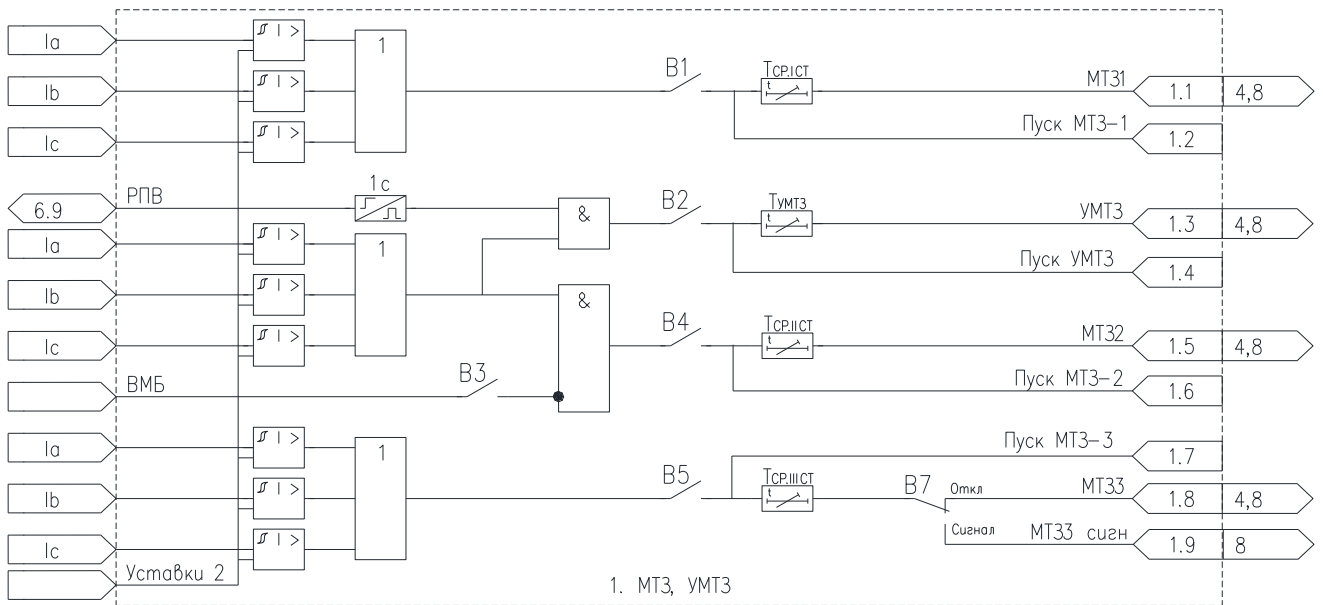 Ia
I >
1
B1
TСР.IСТ
t
МТЗ1
1.1
4,8
Ib
I >
Пуск МТЗ-1
1.2
Ic
I >
6.9
РПВ
1с
&
B2
TУМТЗ
t
УМТЗ
1.3
4,8
Ia
I >
1
Пуск УМТЗ
1.4
Ib
I >
&
Ic
I >
B4
TСР.IIСТ
t
МТЗ2
1.5
4,8
ВМБ
B3
Пуск МТЗ-2
1.6
Ia
I >
1
Пуск МТЗ-3
1.7
Ib
I >
B5
TСР.IIIСТ
t
B7
Откл
МТЗ3
1.8
4,8
Ic
I >
Сигнал
МТЗ3 сигн
1.9
8
Уставки 2
1. МТЗ, УМТЗ